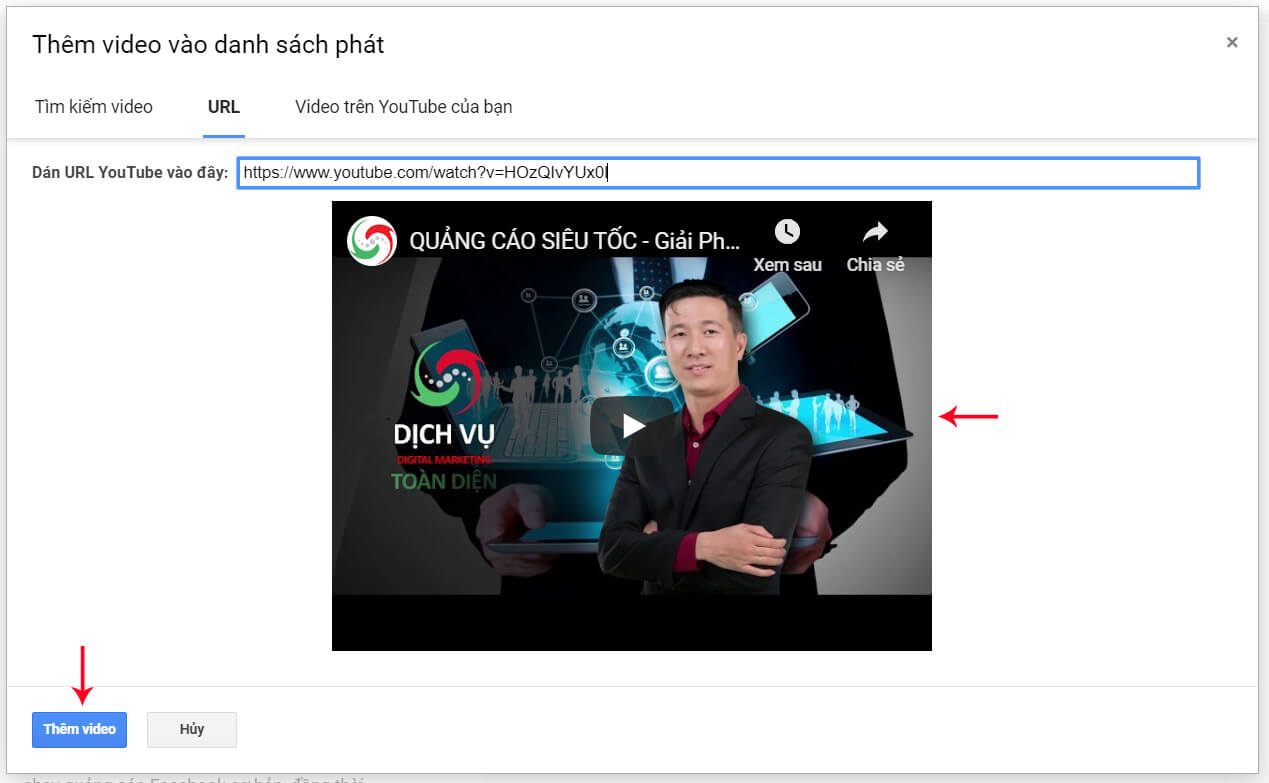 Thêm video vào danh sách phát
×
Tìm kiếm video URL Video trên YouTube của bạn
Dán URL YouTube vào đây: https://www.youtube.com/watch?v=HOzQIvYUx0I
QUẢNG CÁO SIÊU TỐC - Giải Ph...
Xem sau Chia sẻ
DỊCH VỤ
DIGITAL MARKETING
TOÀN DIỆN
Thêm video Hủy